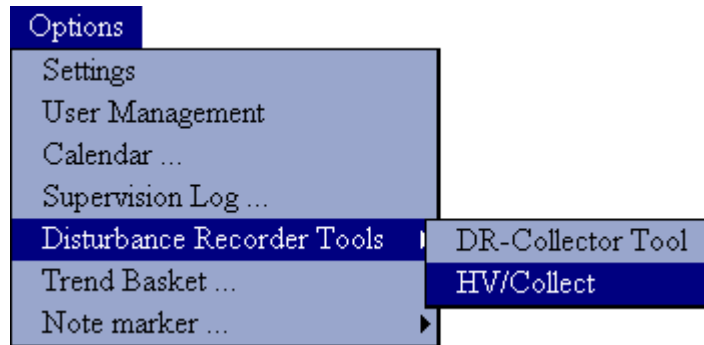 Options
Settings
User Management
Calendar ...
Supervision Log ...
Disturbance Recorder Tools
DR-Collector Tool
Trend Basket ...
HV/Collect
Note marker ...